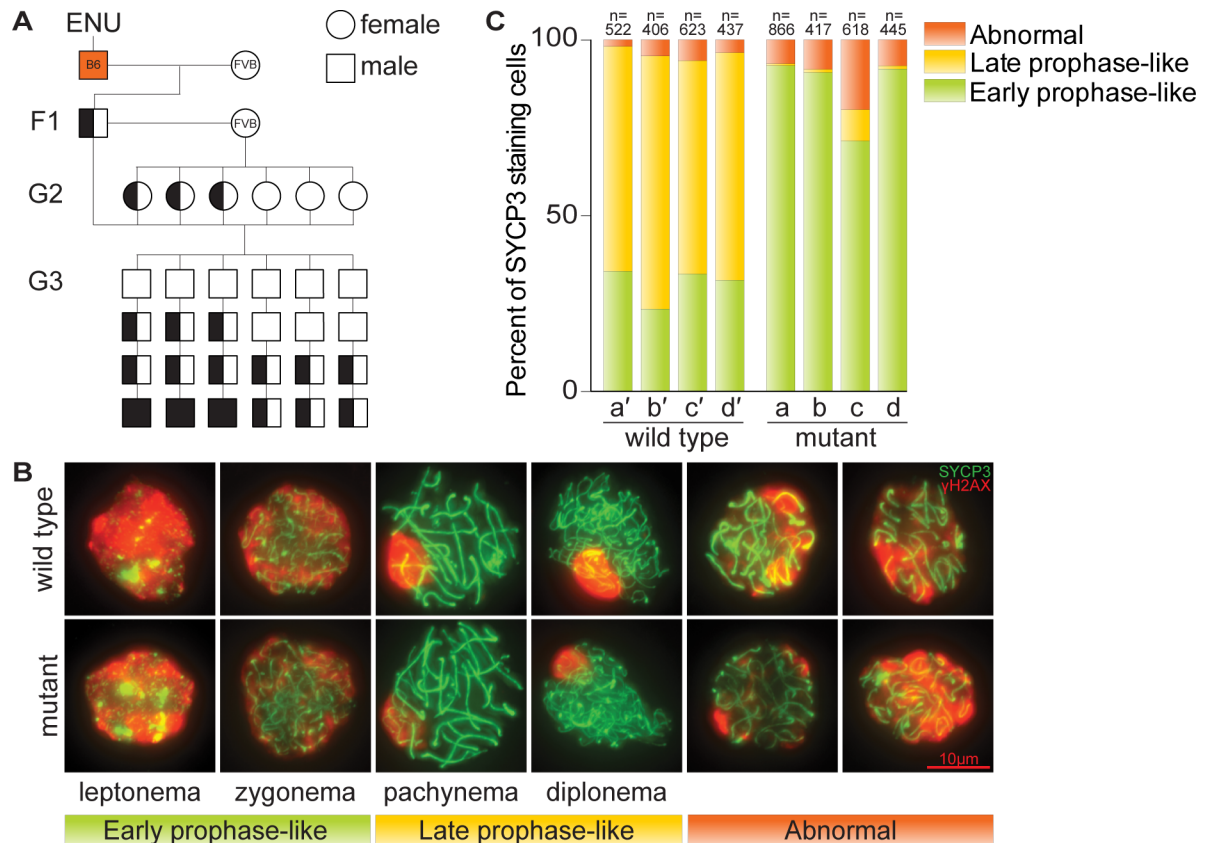 A
ENU
B6
FVB
female
male
F1
FVB
G2
G3
C
n=
522
n=
406
n=
623
n=
437
n=
866
n=
417
n=
618
n=
445
Abnormal
Late prophase-like
Early prophase-like
Percent of SYCP3 staining cells
100
50
0
a′ b′ c′ d′ a b c d
wild type mutant
B
SYCP3
γH2AX
wild type
mutant
10µm
leptonema zygonema pachynema diplonema
Early prophase-like Late prophase-like Abnormal